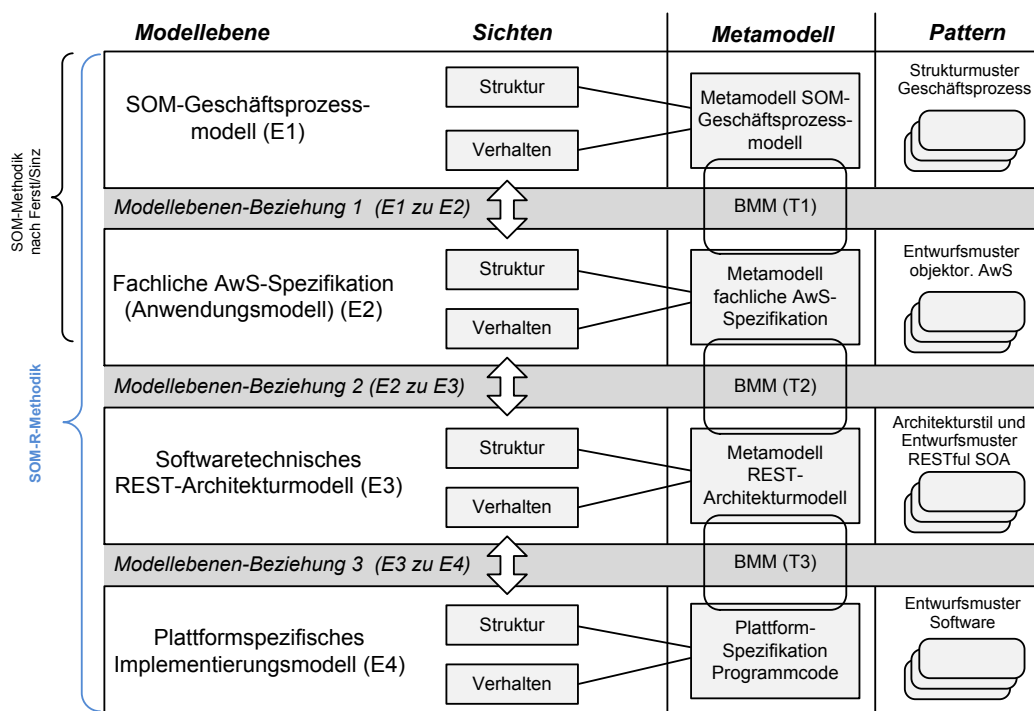 Modellebene
Sichten
Metamodell
Pattern
SOM-Methodik
nach Ferstl/Sinz
SOM-R-Methodik
SOM-Geschäftsprozess-
modell (E1)
Struktur
Verhalten
Metamodell SOM-
Geschäftsprozess-
modell
Strukturmuster
Geschäftsprozess
Modellebenen-Beziehung 1 (E1 zu E2)
BMM (T1)
Fachliche AwS-Spezifikation
(Anwendungsmodell) (E2)
Struktur
Verhalten
Metamodell
fachliche AwS-
Spezifikation
Entwurfsmuster
objektor. AwS
Modellebenen-Beziehung 2 (E2 zu E3)
BMM (T2)
Softwaretechnisches
REST-Architekturmodell (E3)
Struktur
Verhalten
Metamodell
REST-
Architekturmodell
Architekturstil und
Entwurfsmuster
RESTful SOA
Modellebenen-Beziehung 3 (E3 zu E4)
BMM (T3)
Plattformspezifisches
Implementierungsmodell (E4)
Struktur
Verhalten
Plattform-
Spezifikation
Programmcode
Entwurfsmuster
Software